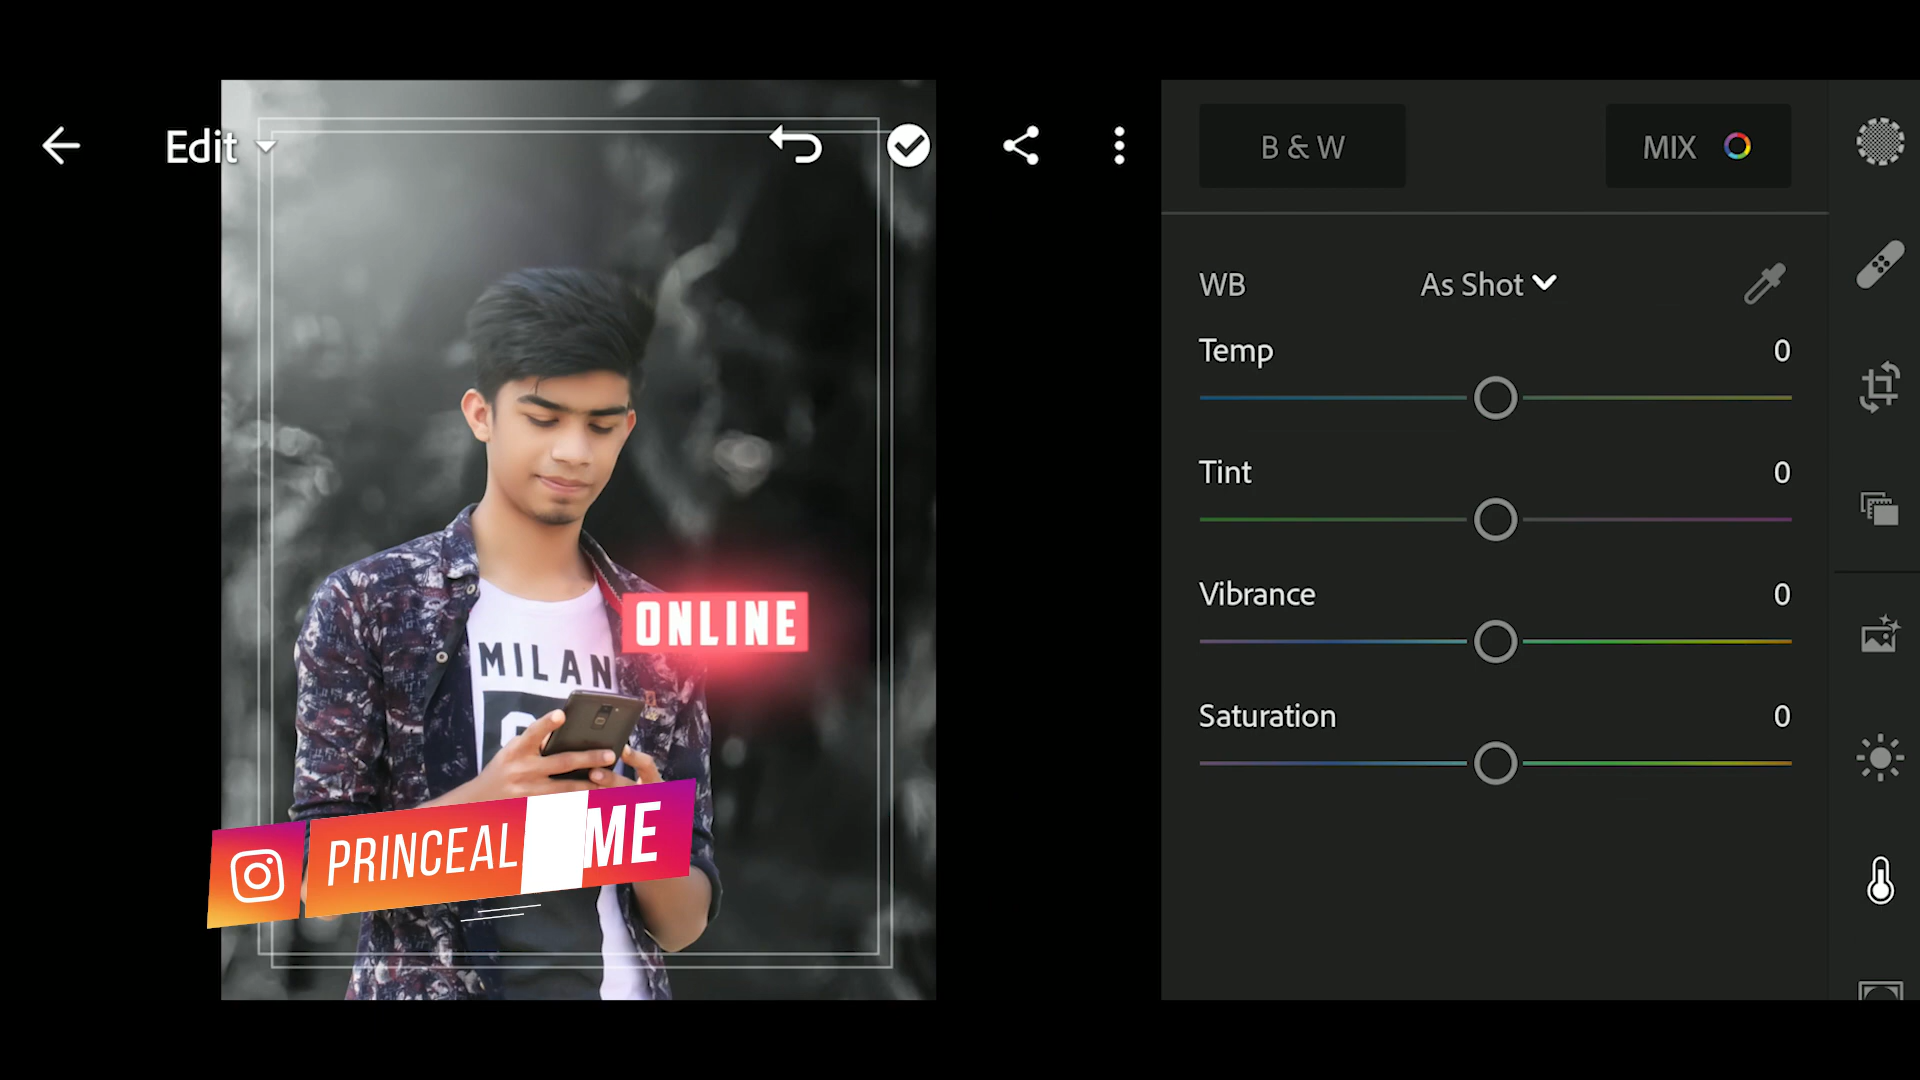 Edit
B & W
MIX
WB
As Shot
Temp
0
Tint
0
Vibrance
0
Saturation
0
ONLINE
MILAN
PRINCEAL
ME